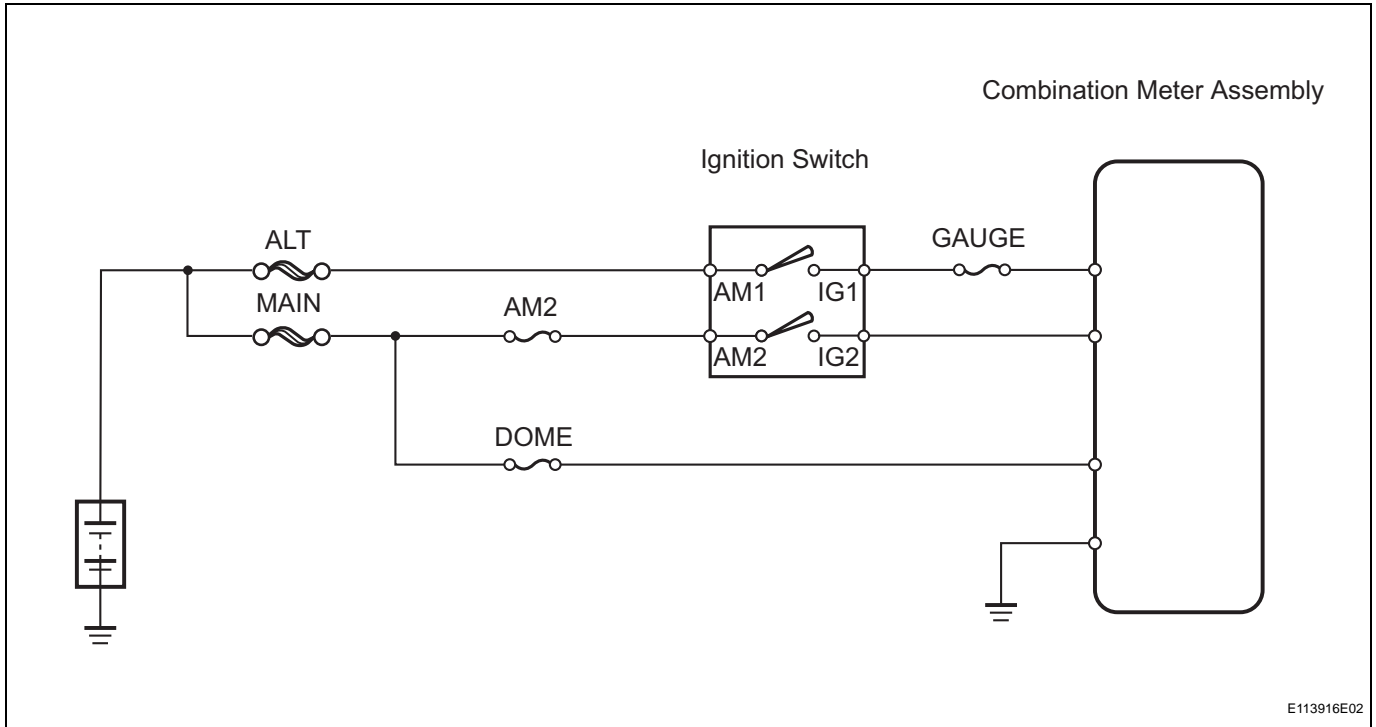 Combination Meter Assembly
Ignition Switch
ALT
GAUGE
MAIN
AM2
AM1 IG1
AM2 IG2
DOME
E113916E02